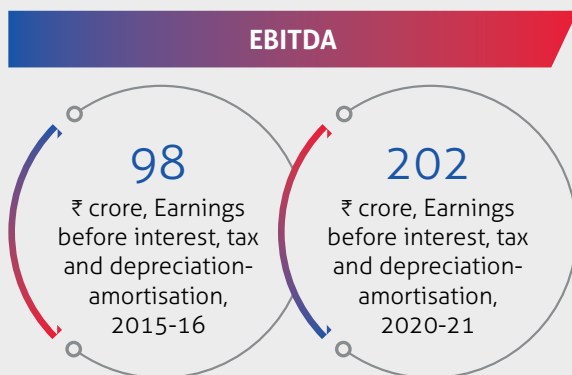 EBITDA
98
₹ crore, Earnings
before interest, tax
and depreciation-
amortisation,
2015-16
202
₹ crore, Earnings
before interest, tax
and depreciation-
amortisation,
2020-21